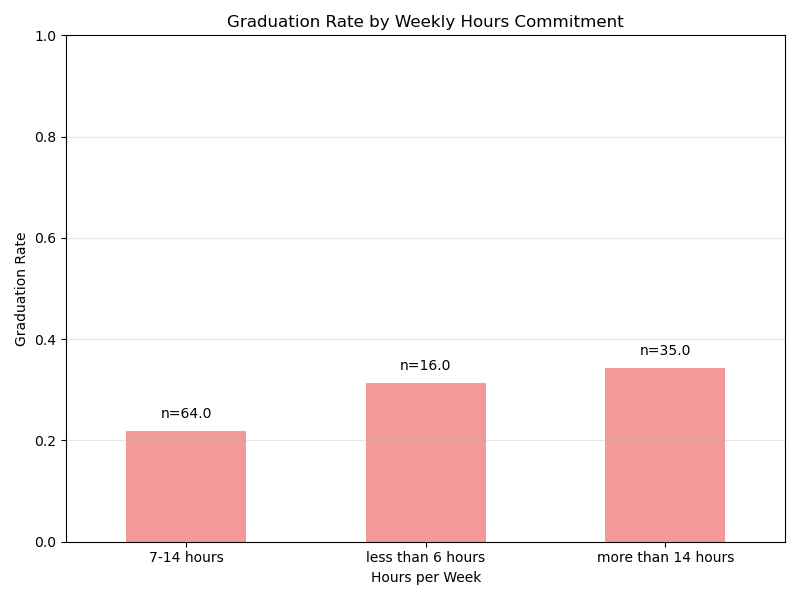 Graduation Rate by Weekly Hours Commitment
1.0
0.8
0.6
0.4
0.2
0.0
Graduation Rate
n=64.0
n=16.0
n=35.0
7-14 hours
less than 6 hours
more than 14 hours
Hours per Week